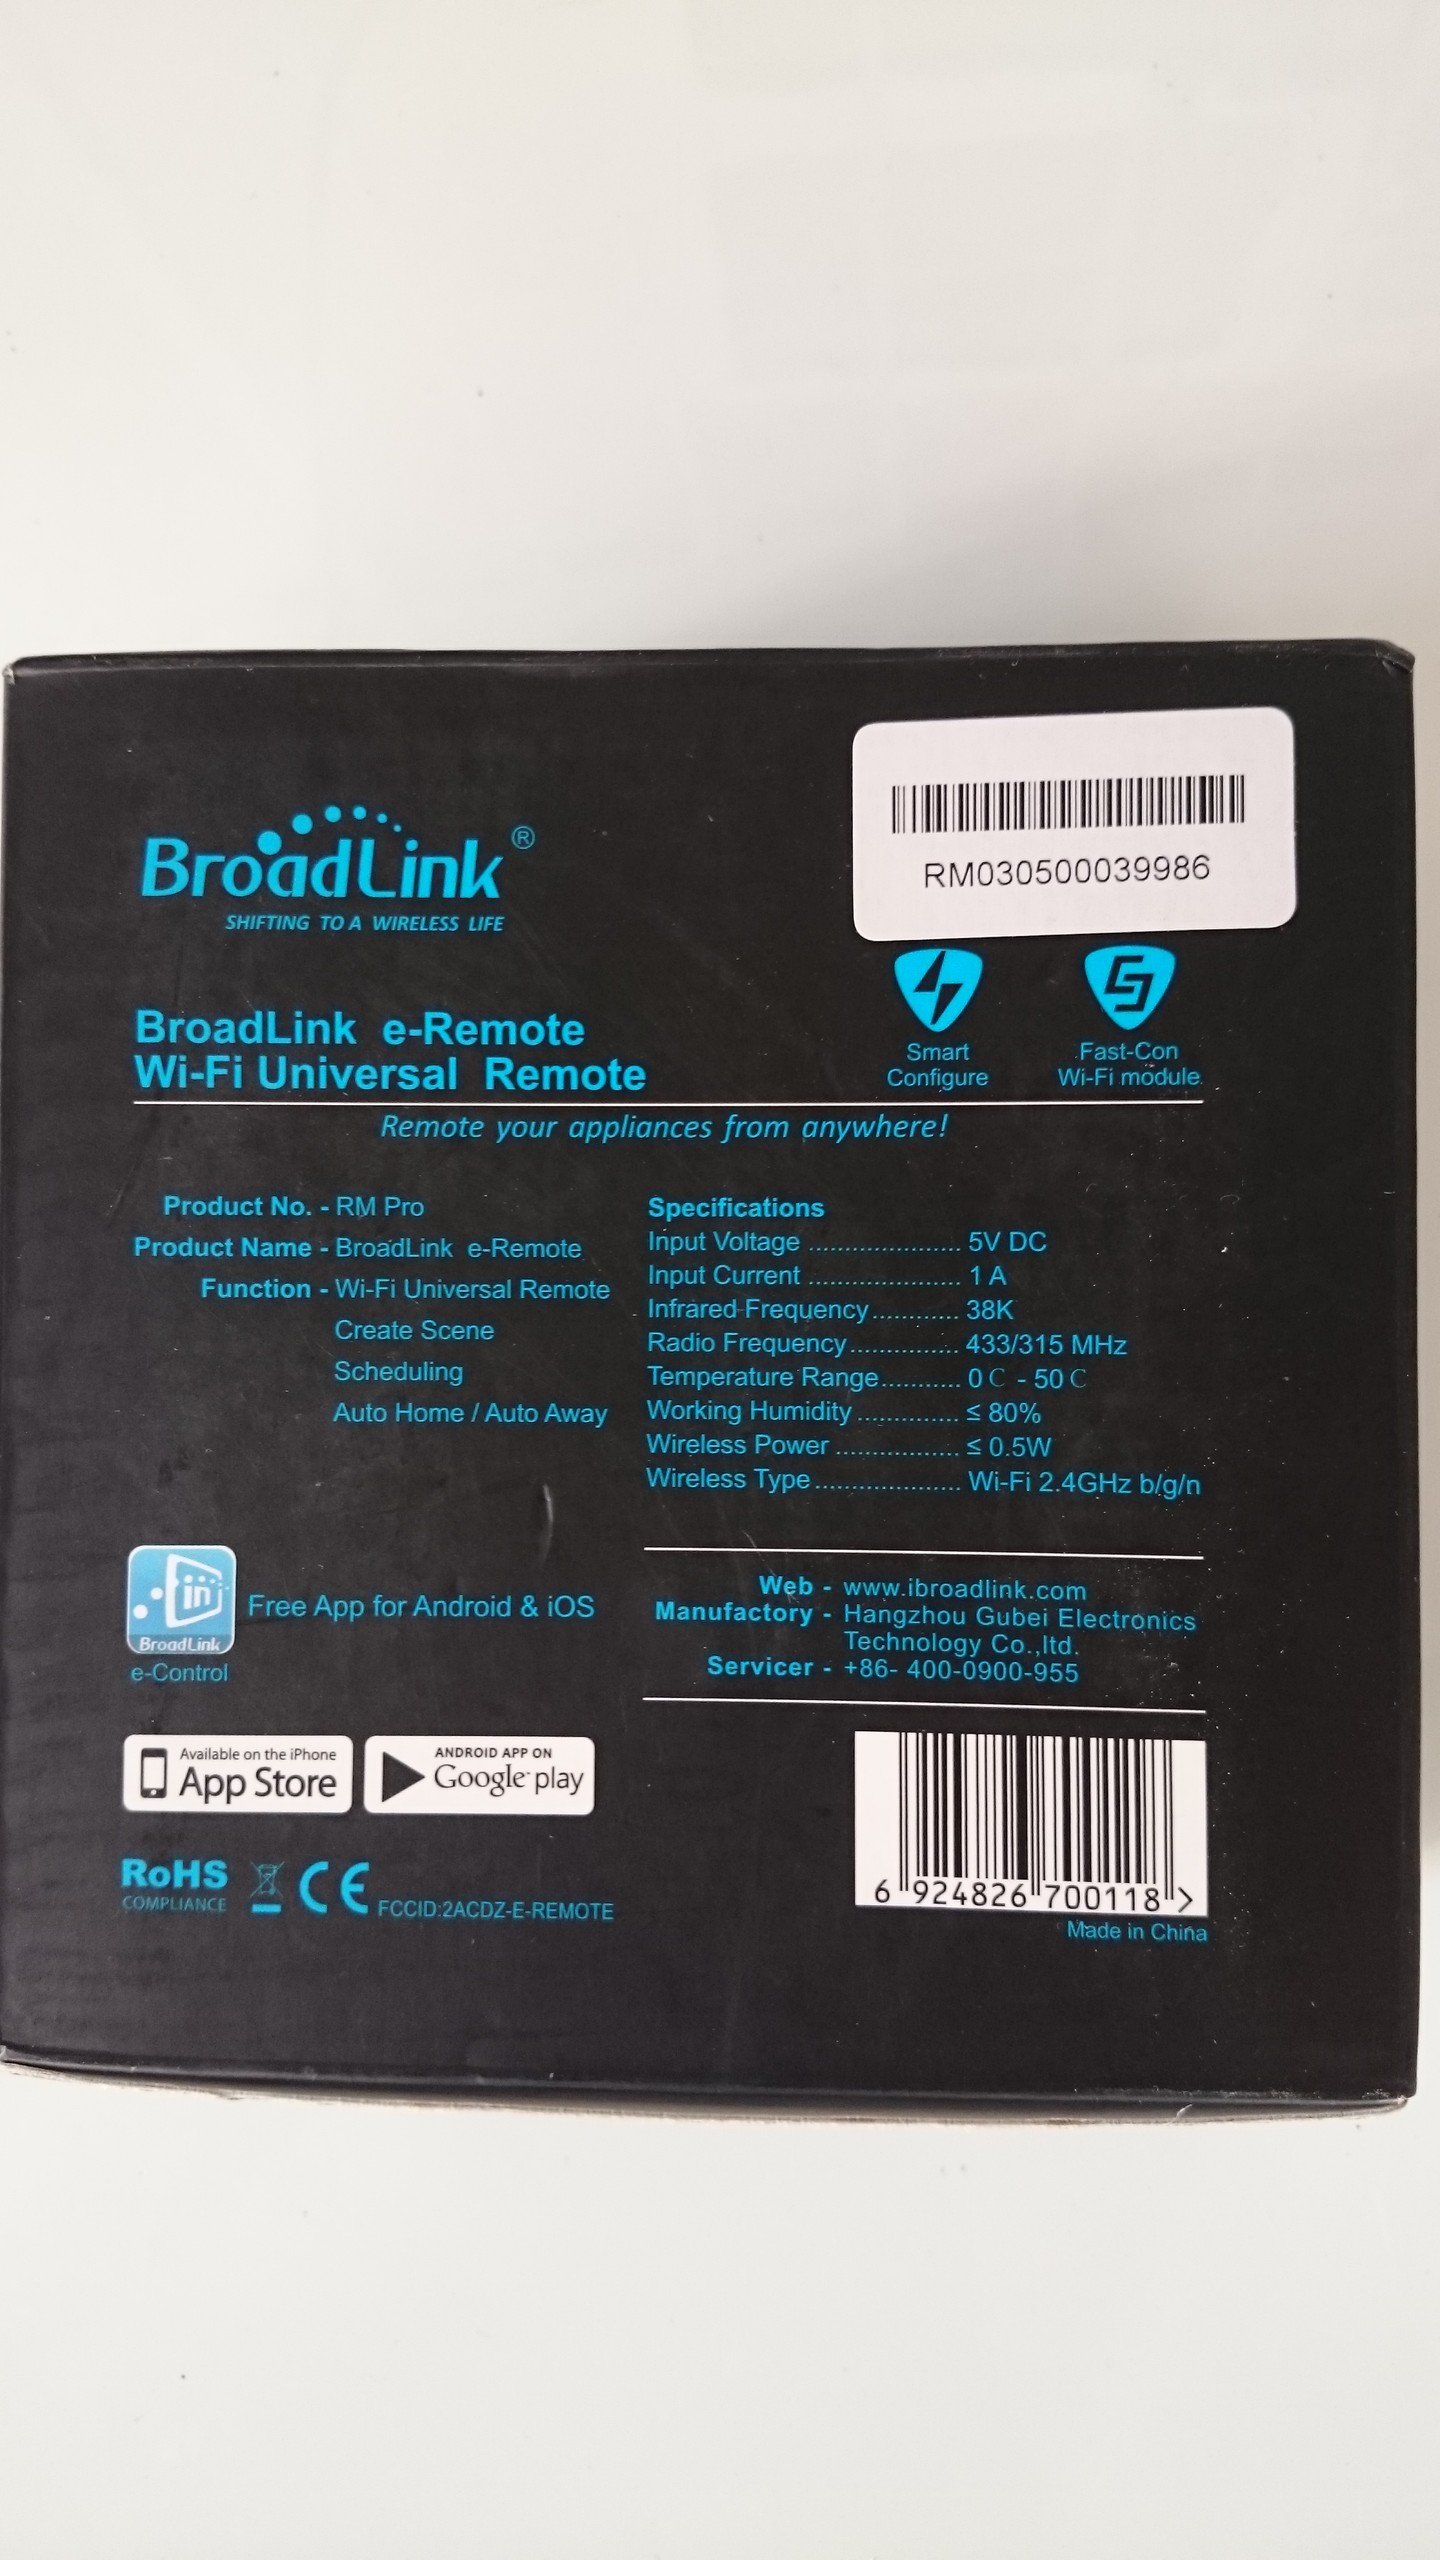 BroadLink ®
SHIFTING TO A WIRELESS LIFE
RM030500039986
BroadLink e-Remote
Wi-Fi Universal Remote
Smart
Configure
Fast-Con
Wi-Fi module
Remote your appliances from anywhere!
Product No. - RM Pro
Product Name - BroadLink e-Remote
Function - Wi-Fi Universal Remote
Create Scene
Scheduling
Auto Home / Auto Away
Specifications
Input Voltage ..................... 5V DC
Input Current ..................... 1 A
Infrared Frequency ............ 38K
Radio Frequency ............... 433/315 MHz
Temperature Range ........... 0℃ - 50℃
Working Humidity .............. ≤ 80%
Wireless Power ................. ≤ 0.5W
Wireless Type .................... Wi-Fi 2.4GHz b/g/n
in
BroadLink
e-Control
Free App for Android & iOS
Web - www.ibroadlink.com
Manufactory - Hangzhou Gubei Electronics
Technology Co.,ltd.
Servicer - +86- 400-0900-955
Available on the iPhone
App Store
ANDROID APP ON
Google play
RoHS
COMPLIANCE
CE
FCCID:2ACDZ-E-REMOTE
6 924826 700118 >
Made in China